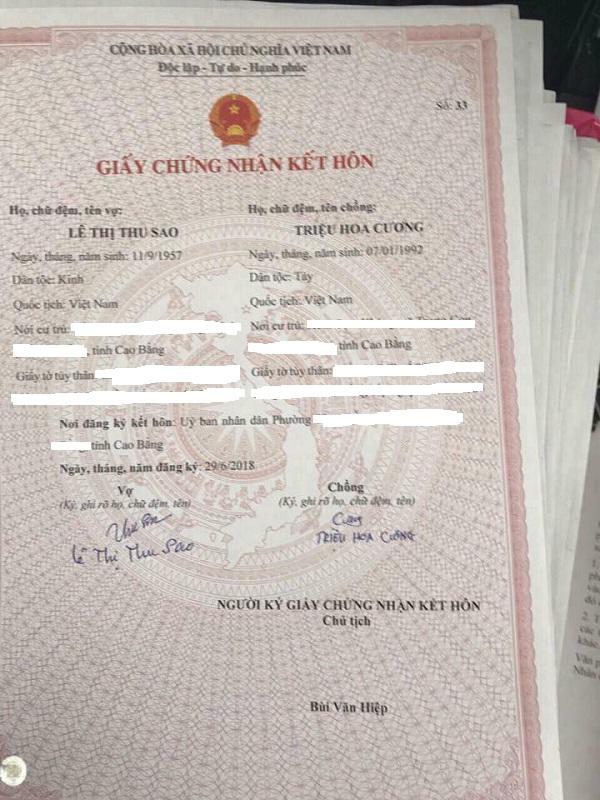 CỘNG HÒA XÃ HỘI CHỦ NGHĨA VIỆT NAM
Độc lập - Tự do - Hạnh phúc
Số: 33
GIẤY CHỨNG NHẬN KẾT HÔN
Họ, chữ đệm, tên vợ:
LÊ THỊ THU SAO
Ngày, tháng, năm sinh: 11/9/1957
Dân tộc: Kinh
Quốc tịch: Việt Nam
Nơi cư trú:
, tỉnh Cao Bằng
Giấy tờ tùy thân
Họ, chữ đệm, tên chồng:
TRIỆU HOA CƯƠNG
Ngày, tháng, năm sinh: 07/01/1992
Dân tộc: Tày
Quốc tịch: Việt Nam
Nơi cư trú:
, tỉnh Cao Bằng
Giấy tờ tùy thân:
Nơi đăng ký kết hôn: Uỷ ban nhân dân Phường
tỉnh Cao Bằng
Ngày, tháng, năm đăng ký: 29/6/2018
Vợ
(Ký, ghi rõ họ, chữ đệm, tên)
Lê Thị Thu Sao
Chồng
(Ký, ghi rõ họ, chữ đệm, tên)
Cương
TRIỆU HOA CƯƠNG
NGƯỜI KÝ GIẤY CHỨNG NHẬN KẾT HÔN
Chủ tịch
Bùi Văn Hiệp
1.
2. T
các
khác.
Văn p
Nhân